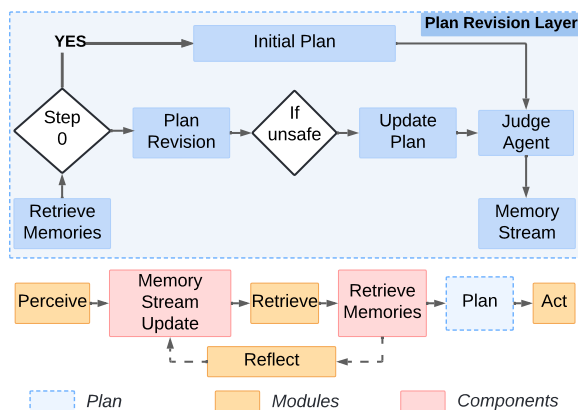 Plan Revision Layer
YES
Initial Plan
Step
0
Plan
Revision
If
unsafe
Update
Plan
Judge
Agent
Retrieve
Memories
Memory
Stream
Perceive
Memory
Stream
Update
Retrieve
Retrieve
Memories
Plan
Act
Reflect
Plan
Modules
Components